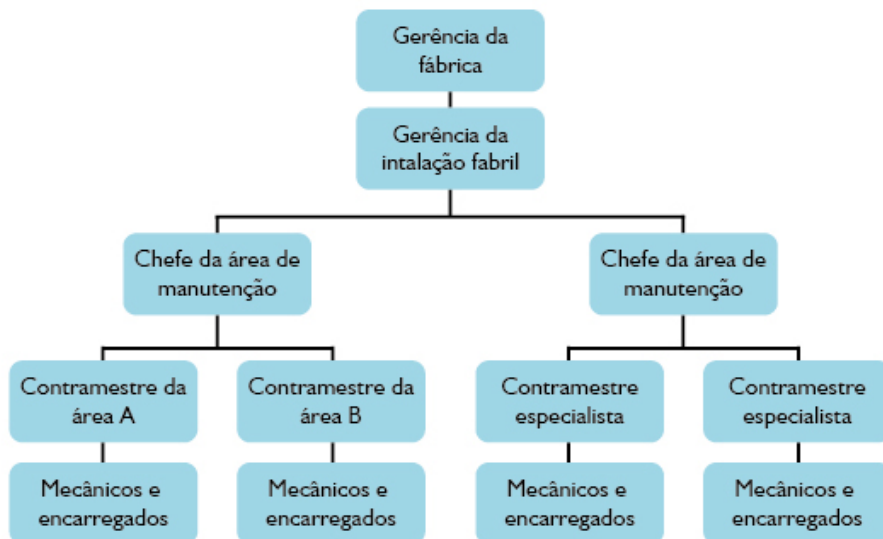 Gerência da
fábrica
Gerência da
intalação fabril
Chefe da área de
manutenção
Chefe da área de
manutenção
Contramestre da
área A
Contramestre da
área B
Contramestre
especialista
Contramestre
especialista
Mecânicos e
encarregados
Mecânicos e
encarregados
Mecânicos e
encarregados
Mecânicos e
encarregados